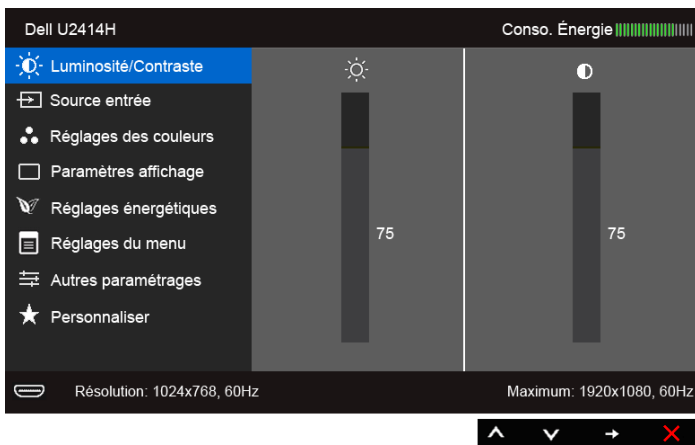 Dell U2414H
Conso. Énergie
Luminosité/Contraste
Source entrée
Réglages des couleurs
Paramètres affichage
Réglages énergétiques
Réglages du menu
Autres paramétrages
Personnaliser
75
75
Résolution: 1024x768, 60Hz
Maximum: 1920x1080, 60Hz